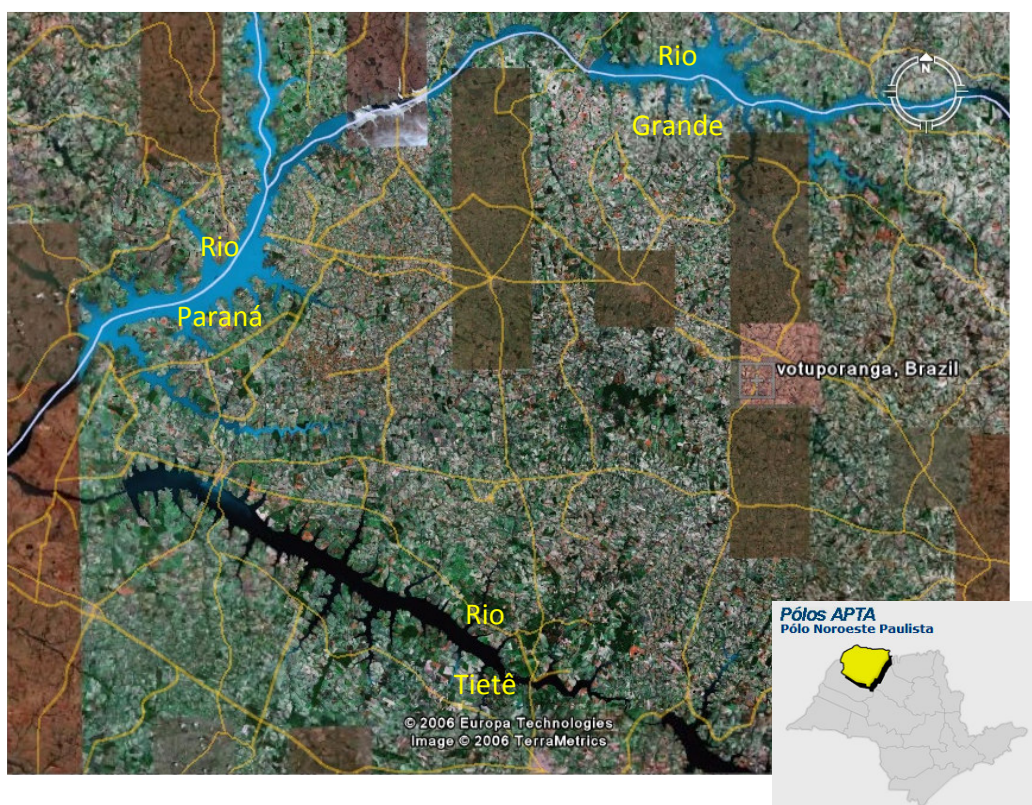 Rio
Grande
N
Rio
Paraná
votuporanga, Brazil
Rio
Tietê
© 2006 Europa Technologies
Image © 2006 TerraMetrics
Pólos APTA
Pólo Noroeste Paulista